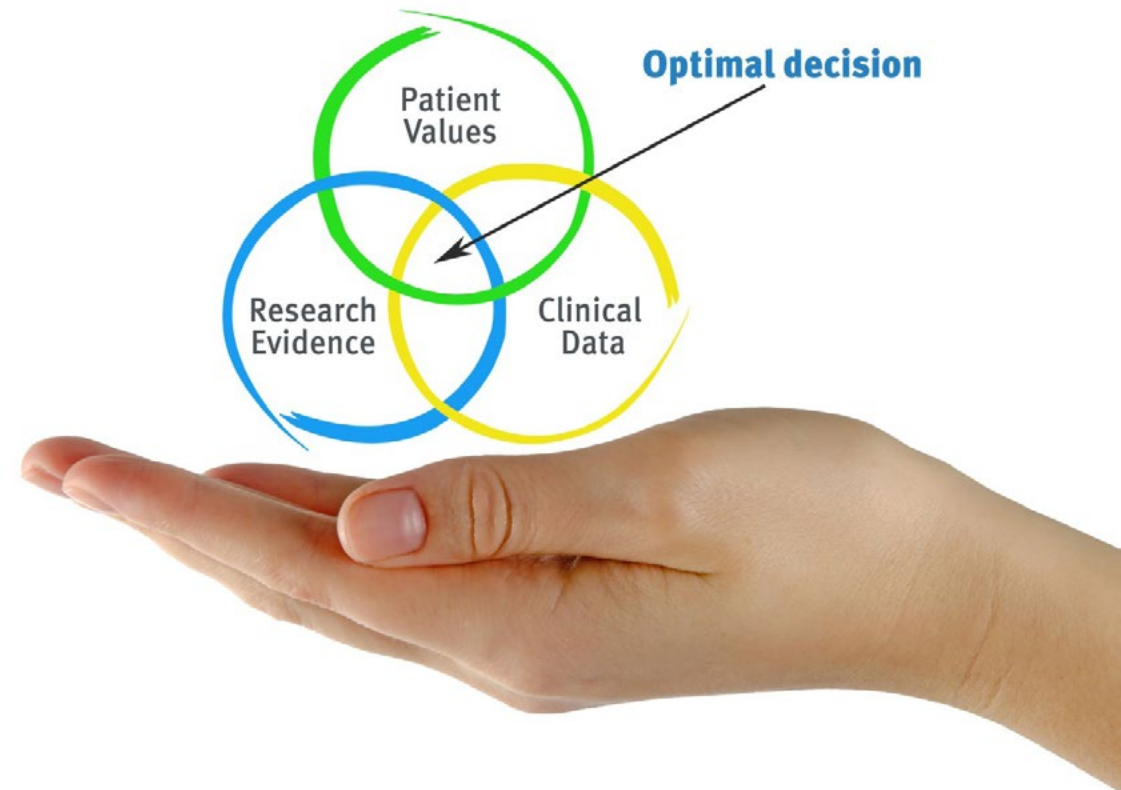 Optimal decision
Patient
Values
Research
Evidence
Clinical
Data